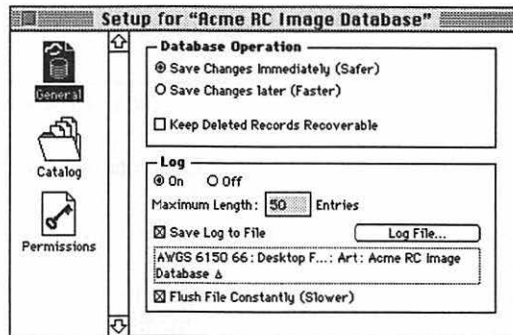 Setup for “Acme RC Image Database”
General
Catalog
Permissions
Database Operation
Save Changes Immediately (Safer)
Save Changes later (Faster)
Keep Deleted Records Recoverable
Log
On Off
Maximum Length: 50 Entries
Save Log to File Log File...
AWGS 6150 66: Desktop F...: Art: Acme RC Image
Database ∆
Flush File Constantly (Slower)